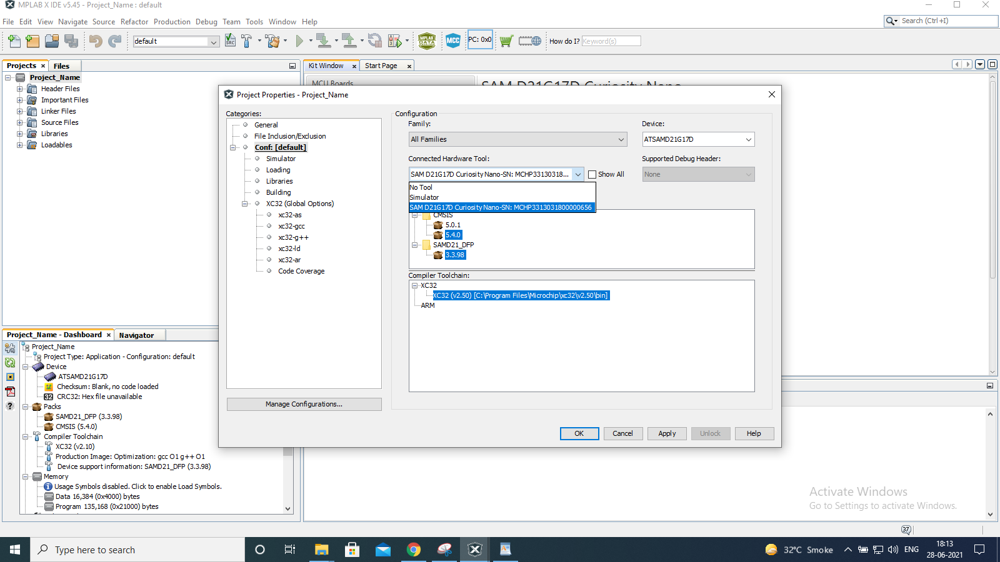 MPLAB X IDE v5.45 - Project_Name : default
File Edit View Navigate Source Refactor Production Debug Team Tools Window Help
Search (Ctrl+I)
default
PC: 0x0
How do I? Keyword(s)
Projects
Files
Project_Name
Header Files
Important Files
Linker Files
Source Files
Libraries
Loadables
Kit Window
Start Page
MCU Boards
SAM D21G17D Curiosity Nano
Project Properties - Project_Name
Categories:
General
File Inclusion/Exclusion
Conf: [default]
Simulator
Loading
Libraries
Building
XC32 (Global Options)
xc32-as
xc32-gcc
xc32-g++
xc32-ld
xc32-ar
Code Coverage
Manage Configurations...
Configuration
Family:
All Families
Device:
ATSAMD21G17D
Connected Hardware Tool:
SAM D21G17D Curiosity Nano-SN: MCHP33130318...
Show All
Supported Debug Header:
None
No Tool
Simulator
SAM D21G17D Curiosity Nano-SN: MCHP3313031800000656
CMSIS
5.0.1
5.4.0
SAMD21_DFP
3.3.98
Compiler Toolchain:
XC32
XC32 (v2.50) [C:\Program Files\Microchip\xc32\v2.50\bin]
ARM
OK
Cancel
Apply
Unlock
Help
Project_Name - Dashboard
Navigator
Project_Name
Project Type: Application - Configuration: default
Device
ATSAMD21G17D
Checksum: Blank, no code loaded
32 CRC32: Hex file unavailable
Packs
SAMD21_DFP (3.3.98)
CMSIS (5.4.0)
Compiler Toolchain
XC32 (v2.10)
Production Image: Optimization: gcc O1 g++ O1
Device support information: SAMD21_DFP (3.3.98)
Memory
Usage Symbols disabled. Click to enable Load Symbols.
Data 16,384 (0x4000) bytes
Program 135,168 (0x21000) bytes
Activate Windows
Go to Settings to activate Windows.
37
Type here to search
32°C Smoke
ENG
18:13
28-06-2021